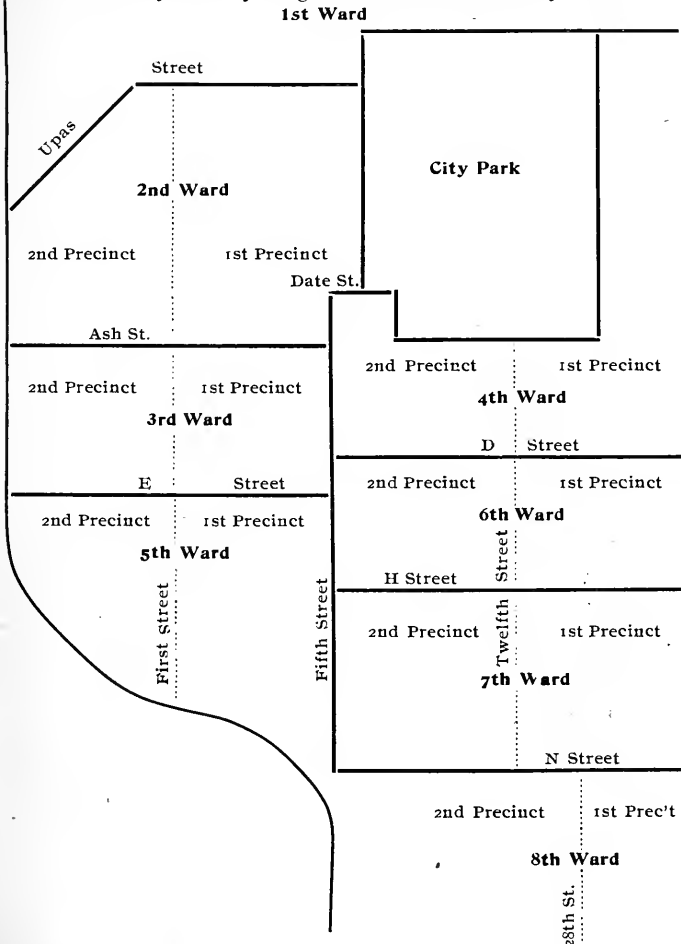 1st Ward
Street
Upas
City Park
2nd Ward
2nd Precinct 1st Precinct
Date St.
Ash St.
2nd Precinct 1st Precinct
2nd Precinct 1st Precinct
4th Ward
3rd Ward
D Street
E Street
2nd Precinct 1st Precinct
2nd Precinct 1st Precinct
6th Ward
5th Ward
Street
H Street
First Street
Fifth Street
Twelfth
2nd Precinct 1st Precinct
7th Ward
N Street
2nd Precinct 1st Prec't
8th Ward
28th St.